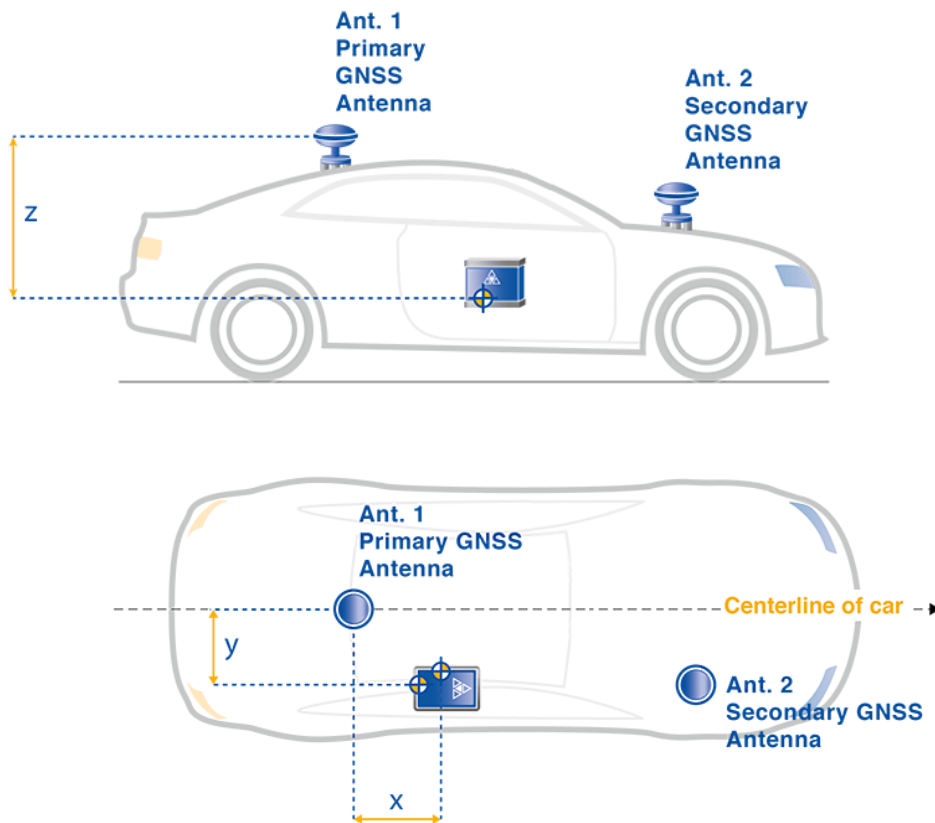 Ant. 1
Primary
GNSS
Antenna
Ant. 2
Secondary
GNSS
Antenna
z
Ant. 1
Primary GNSS
Antenna
Centerline of car
y
Ant. 2
Secondary GNSS
Antenna
x